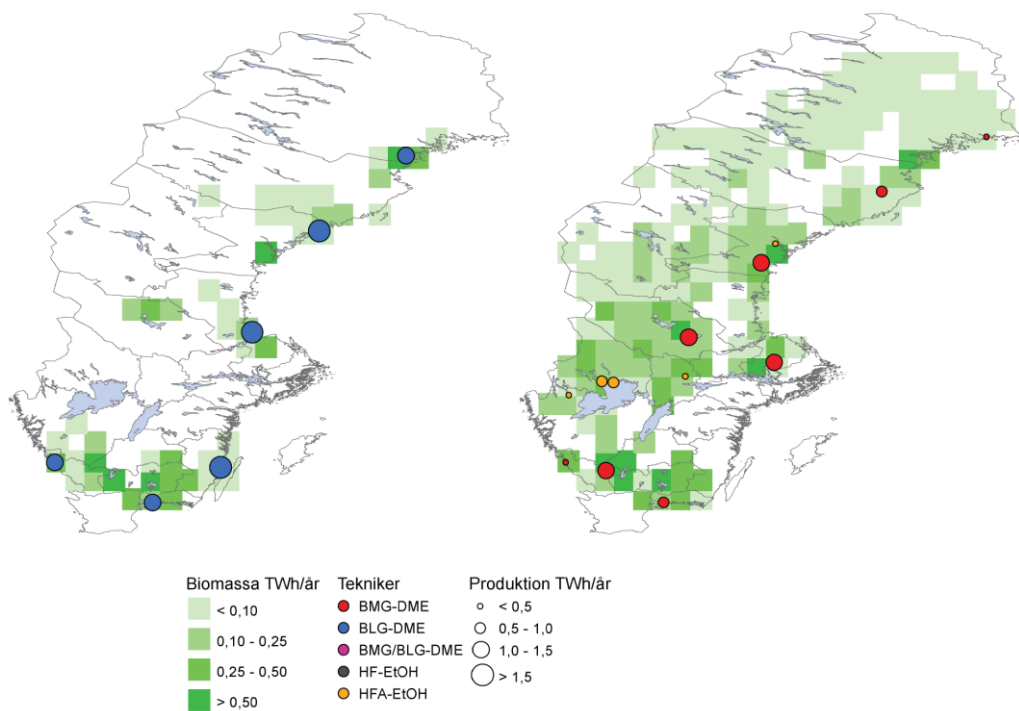 Biomassa TWh/år
< 0,10
0,10 - 0,25
0,25 - 0,50
> 0,50
Tekniker
BMG-DME
BLG-DME
BMG/BLG-DME
HF-EtOH
HFA-EtOH
Produktion TWh/år
< 0,5
0,5 - 1,0
1,0 - 1,5
> 1,5